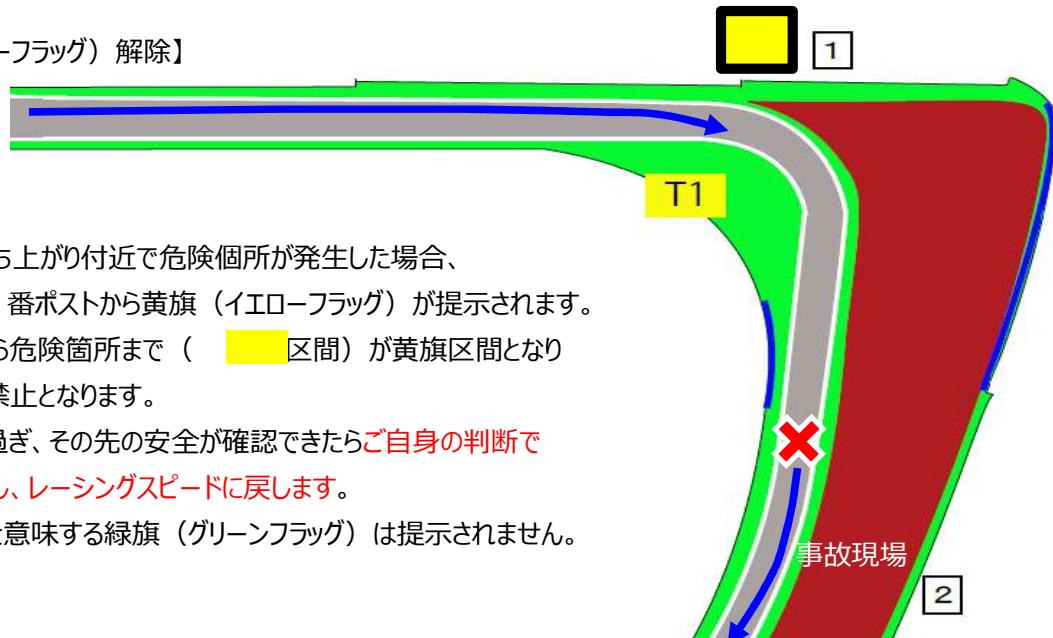 ーフラッグ）解除】
1
T1
ち上がり付近で危険個所が発生した場合、
番ポストから黄旗（イエローフラッグ）が提示されます。
ら危険箇所まで（　　区間）が黄旗区間となり
禁止となります。
過ぎ、その先の安全が確認できたらご自身の判断で
し、レーシングスピードに戻します。
を意味する緑旗（グリーンフラッグ）は提示されません。
事故現場
2